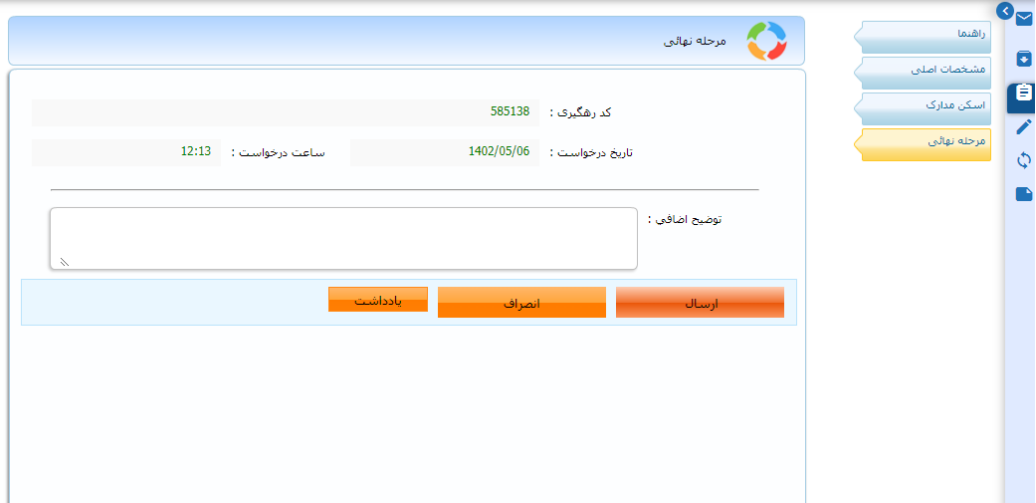 راهنما
مشخصات اصلی
اسکن مدارک
مرحله نهائی
مرحله نهائی
کد رهگیری : 585138
تاریخ درخواست : 1402/05/06 ساعت درخواست : 12:13
توضیح اضافی :
ارسال انصراف یادداشت